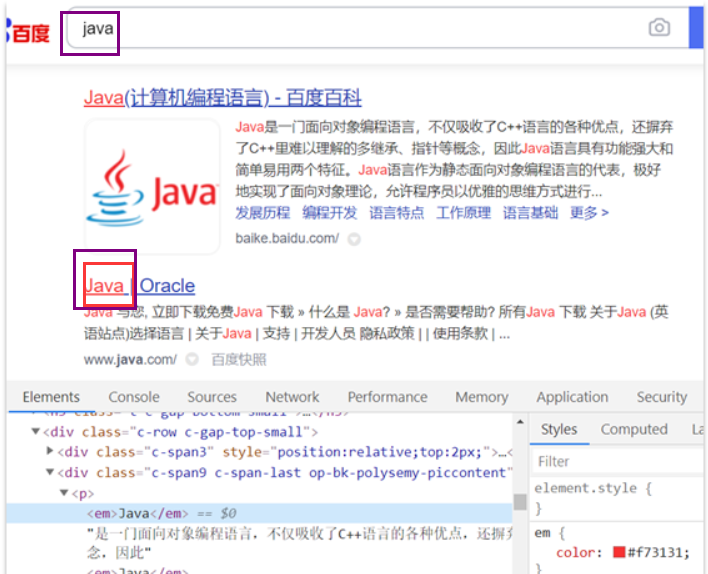 百度
java
Java(计算机编程语言) - 百度百科
Java是一门面向对象编程语言，不仅吸收了C++语言的各种优点，还摒弃
了C++里难以理解的多继承、指针等概念，因此Java语言具有功能强大和
简单易用两个特征。Java语言作为静态面向对象编程语言的代表，极好
地实现了面向对象理论，允许程序员以优雅的思维方式进行...
Java
发展历程 编程开发 语言特点 工作原理 语言基础 更多 >
baike.baidu.com/
Java | Oracle
Java 与您, 立即下载免费Java 下载 » 什么是 Java? » 是否需要帮助? 所有Java 下载 关于Java (英
语站点)选择语言 | 关于Java | 支持 | 开发人员 隐私政策 | | 使用条款 | ...
www.java.com/ 百度快照
Elements Console Sources Network Performance Memory Application Security
<div class="c-row c-gap-top-small">
<div class="c-span3" style="position:relative;top:2px;">…<
<div class="c-span9 c-span-last op-bk-polysemy-piccontent"
<p>
<em>Java</em> == $0
"是一门面向对象编程语言，不仅吸收了C++语言的各种优点，还摒弃
念，因此"
<em>Java</em>
Styles Computed La
Filter
element.style {
}
em {
color: #f73131;
}